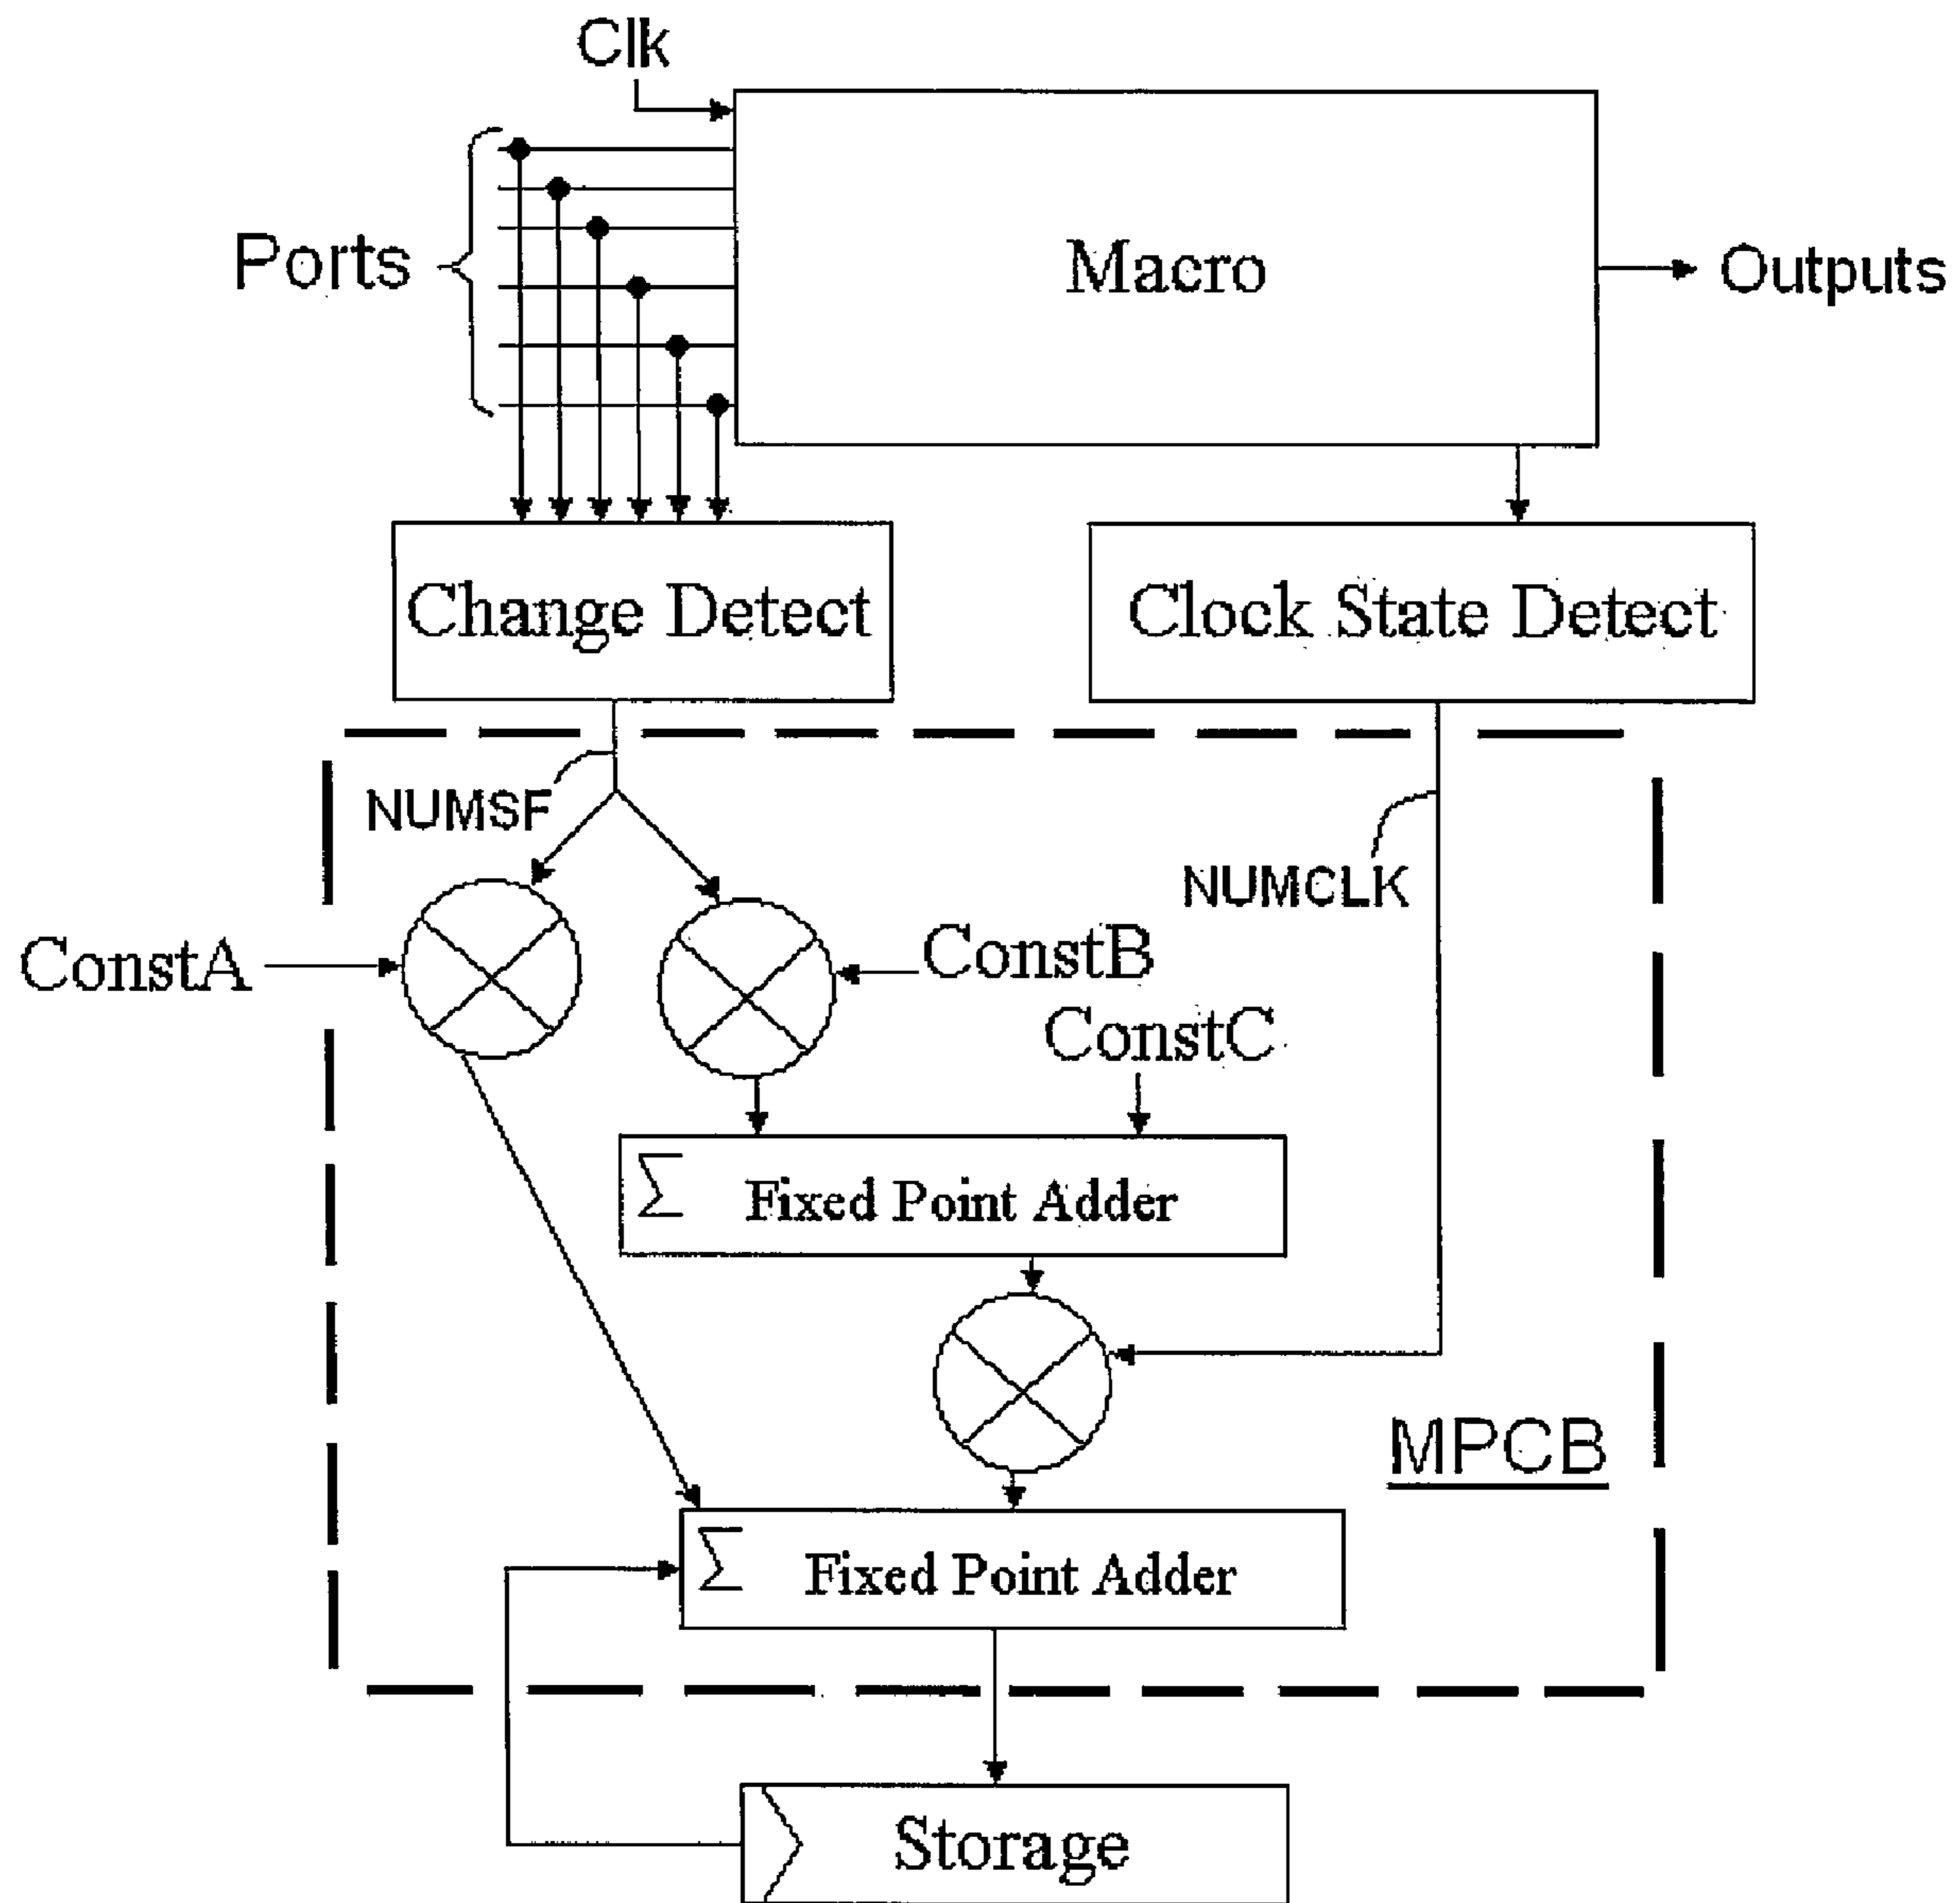 Clk
Ports
Macro
Outputs
Change Detect
Clock State Detect
NUMSF
NUMCLK
ConstA
ConstB
ConstC
Σ Fixed Point Adder
MPCB
Σ Fixed Point Adder
Storage